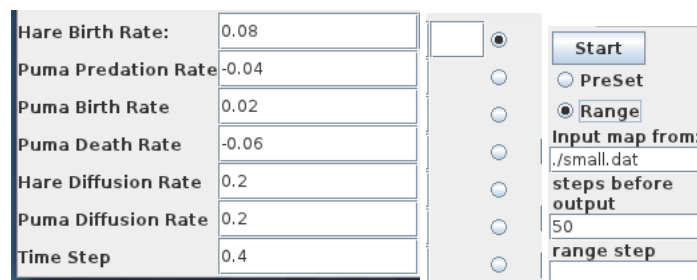 Hare Birth Rate: 0.08
Puma Predation Rate -0.04
Puma Birth Rate 0.02
Puma Death Rate -0.06
Hare Diffusion Rate 0.2
Puma Diffusion Rate 0.2
Time Step 0.4
Start
PreSet
Range
Input map from:
./small.dat
steps before
output
50
range step